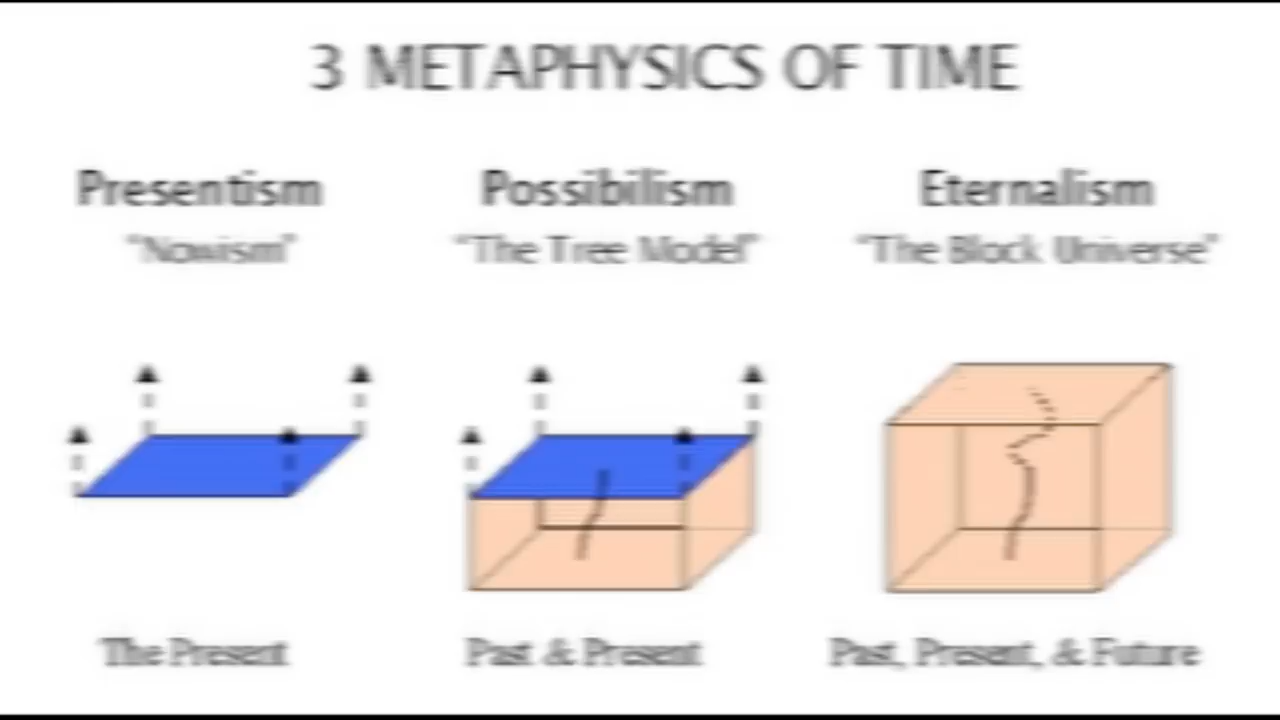 3 METAPHYSICS OF TIME
Presentism
"Nowism"
The Present
Possibilism
"The Tree Model"
Past & Present
Eternalism
"The Block Universe"
Past, Present, & Future